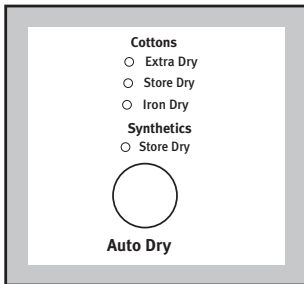 Cottons
Extra Dry
Store Dry
Iron Dry
Synthetics
Store Dry
Auto Dry